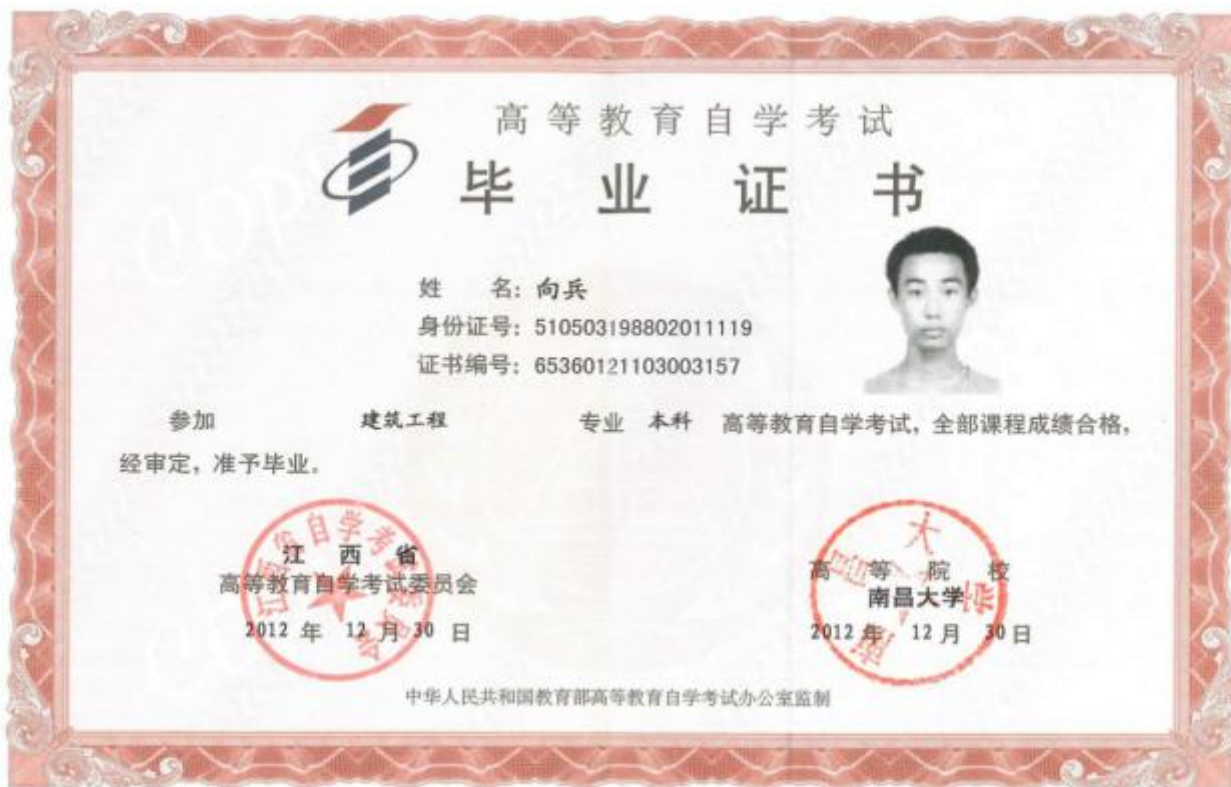 高等教育自学考试
毕业证书
姓 名：向兵
身份证号：510503198802011119
证书编号：65360121103003157
参加 建筑工程 专业 本科 高等教育自学考试，全部课程成绩合格，
经审定，准予毕业。
江西省
高等教育自学考试委员会
2012 年 12 月 30 日
高等院校
南昌大学
2012 年 12 月 30 日
南昌大学
中华人民共和国教育部高等教育自学考试办公室监制
COPY